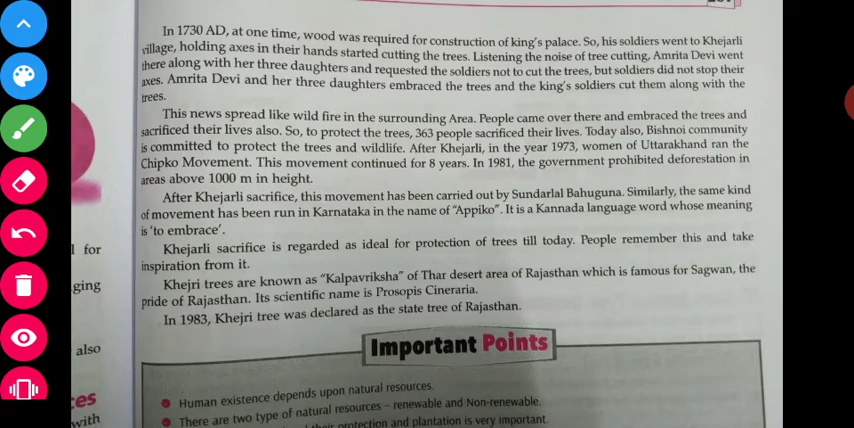 In 1730 AD, at one time, wood was required for construction of king's palace. So, his soldiers went to Khejarli
village, holding axes in their hands started cutting the trees. Listening the noise of tree cutting, Amrita Devi went
there along with her three daughters and requested the soldiers not to cut the trees, but soldiers did not stop their
axes. Amrita Devi and her three daughters embraced the trees and the king's soldiers cut them along with the
trees.
This news spread like wild fire in the surrounding Area. People came over there and embraced the trees and
sacrificed their lives also. So, to protect the trees, 363 people sacrificed their lives. Today also, Bishnoi community
is committed to protect the trees and wildlife. After Khejarli, in the year 1973, women of Uttarakhand ran the
Chipko Movement. This movement continued for 8 years. In 1981, the government prohibited deforestation in
areas above 1000 m in height.
After Khejarli sacrifice, this movement has been carried out by Sundarlal Bahuguna. Similarly, the same kind
of movement has been run in Karnataka in the name of "Appiko". It is a Kannada language word whose meaning
is 'to embrace'.
Khejarli sacrifice is regarded as ideal for protection of trees till today. People remember this and take
inspiration from it.
Khejri trees are known as "Kalpavriksha" of Thar desert area of Rajasthan which is famous for Sagwan, the
pride of Rajasthan. Its scientific name is Prosopis Cineraria.
In 1983, Khejri tree was declared as the state tree of Rajasthan.
Important Points
Human existence depends upon natural resources.
There are two type of natural resources – renewable and Non-renewable.
their protection and plantation is very important.
for
ging
also
ces
with